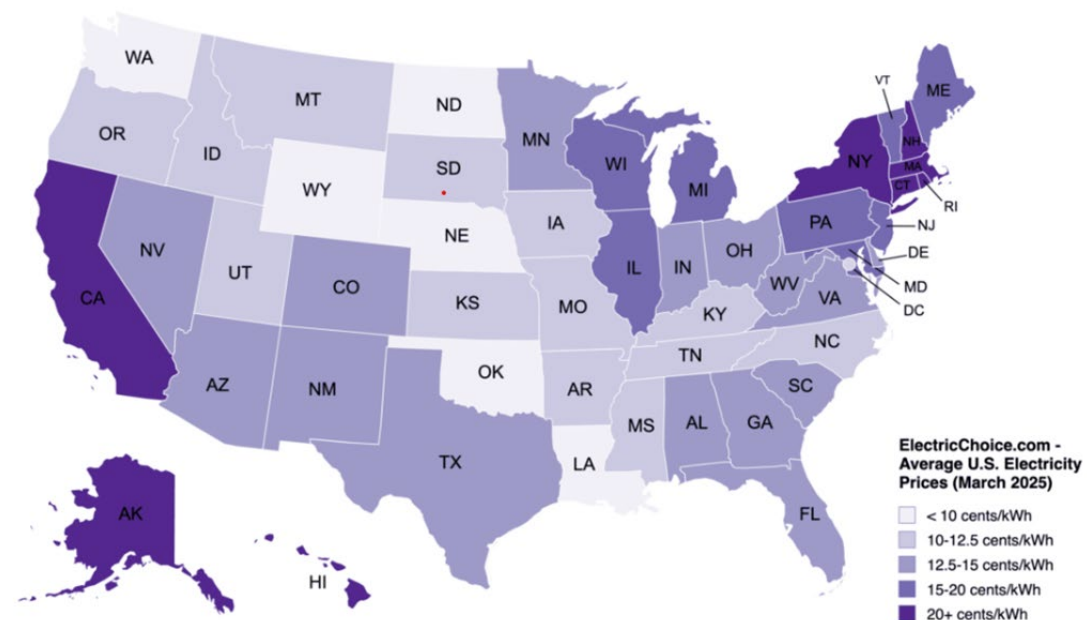 WA
MT
ND
MN
VT
ME
OR
ID
SD
WI
MI
NY
NH
MA
CT
RI
WY
NE
IA
PA
NJ
NV
UT
CO
KS
MO
IL
IN
OH
WV
VA
DE
MD
DC
CA
KY
AZ
NM
OK
AR
TN
NC
SC
MS
AL
GA
TX
LA
FL
AK
HI
ElectricChoice.com -
Average U.S. Electricity
Prices (March 2025)
< 10 cents/kWh
10-12.5 cents/kWh
12.5-15 cents/kWh
15-20 cents/kWh
20+ cents/kWh